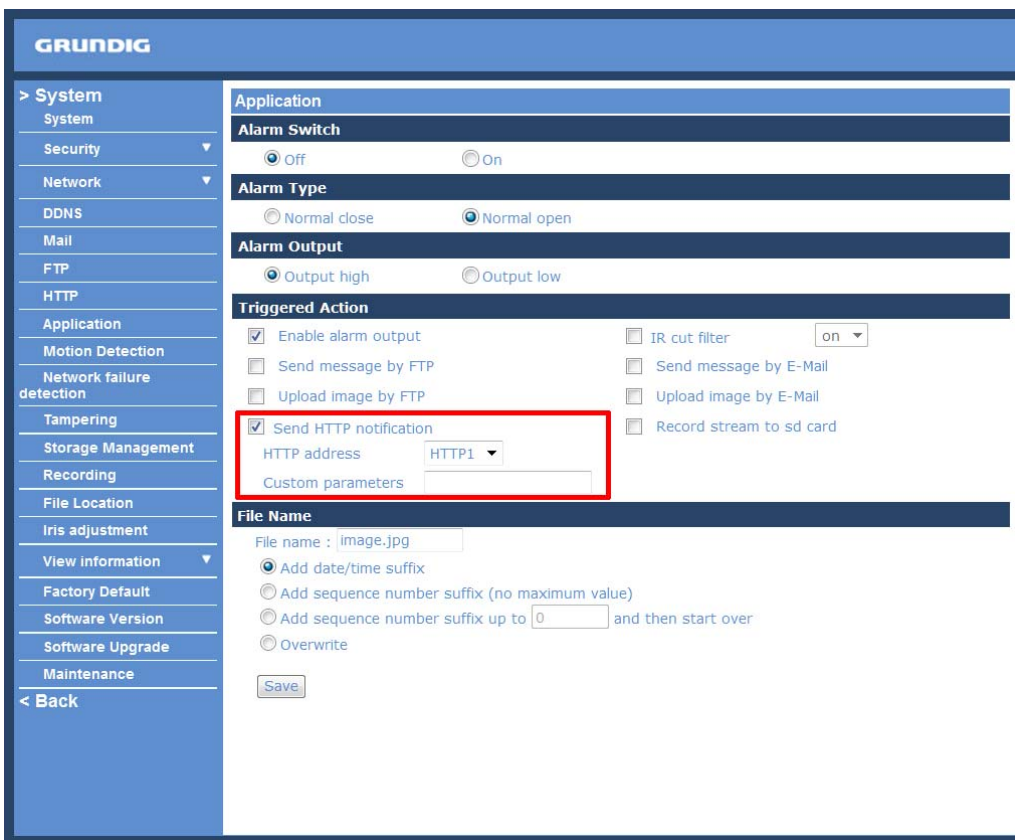 GRUNDIG
> System
System
Security
Network
DDNS
Mail
FTP
HTTP
Application
Motion Detection
Network failure
detection
Tampering
Storage Management
Recording
File Location
Iris adjustment
View information
Factory Default
Software Version
Software Upgrade
Maintenance
< Back
Application
Alarm Switch
Off On
Alarm Type
Normal close Normal open
Alarm Output
Output high Output low
Triggered Action
Enable alarm output IR cut filter on
Send message by FTP Send message by E-Mail
Upload image by FTP Upload image by E-Mail
Send HTTP notification Record stream to sd card
HTTP address HTTP1
Custom parameters
File Name
File name : image.jpg
Add date/time suffix
Add sequence number suffix (no maximum value)
Add sequence number suffix up to 0 and then start over
Overwrite
Save